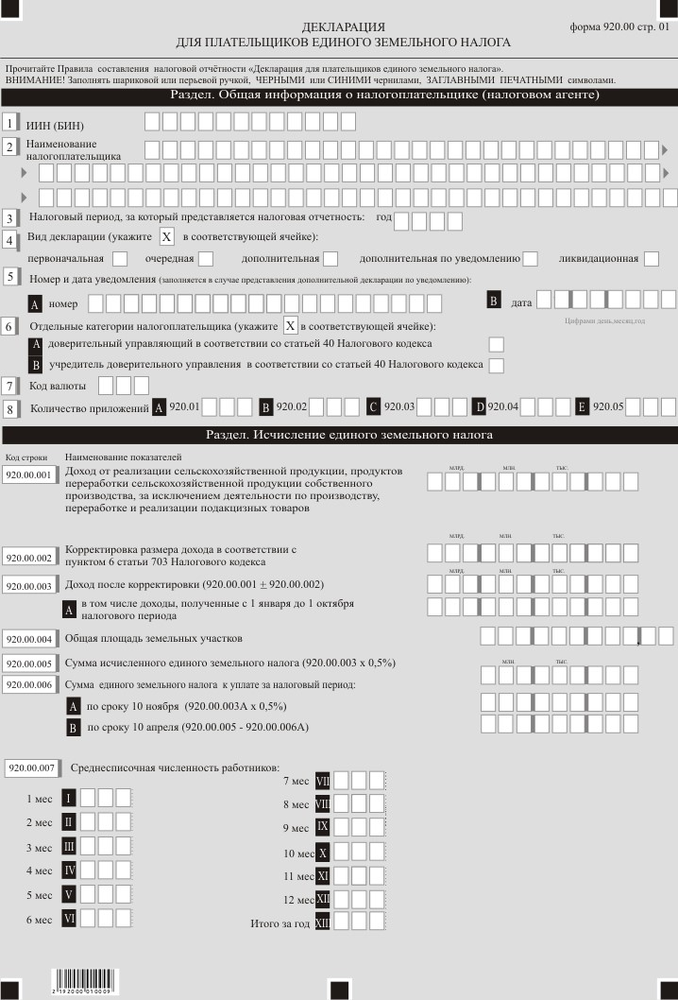 ДЕКЛАРАЦИЯ
форма 920.00 стр. 01
ДЛЯ ПЛАТЕЛЬЩИКОВ ЕДИНОГО ЗЕМЕЛЬНОГО НАЛОГА
Прочитайте Правила составления налоговой отчётности «Декларация для плательщиков единого земельного налога».
ВНИМАНИЕ! Заполнять шариковой или перьевой ручкой, ЧЕРНЫМИ или СИНИМИ чернилами, ЗАГЛАВНЫМИ ПЕЧАТНЫМИ символами.
Раздел. Общая информация о налогоплательщике (налоговом агенте)
1 ИИН (БИН)
2 Наименование
налогоплательщика
3 Налоговый период, за который представляется налоговая отчетность: год
4 Вид декларации (укажите X в соответствующей ячейке):
первоначальная очередная дополнительная дополнительная по уведомлению ликвидационная
5 Номер и дата уведомления (заполняется в случае представления дополнительной декларации по уведомлению):
A номер B дата
Цифрами день,месяц,год
6 Отдельные категории налогоплательщика (укажите X в соответствующей ячейке):
A доверительный управляющий в соответствии со статьей 40 Налогового кодекса
B учредитель доверительного управления в соответствии со статьей 40 Налогового кодекса
7 Код валюты
8 Количество приложений A 920.01 B 920.02 C 920.03 D 920.04 E 920.05
Раздел. Исчисление единого земельного налога
Код строки Наименование показателей
920.00.001 Доход от реализации сельскохозяйственной продукции, продуктов МЛРД. МЛН. ТЫС.
переработки сельскохозяйственной продукции собственного
производства, за исключением деятельности по производству,
переработке и реализации подакцизных товаров
МЛРД. МЛН. ТЫС.
920.00.002 Корректировка размера дохода в соответствии с
пунктом 6 статьи 703 Налогового кодекса
МЛРД. МЛН. ТЫС.
920.00.003 Доход после корректировки (920.00.001 ± 920.00.002)
A в том числе доходы, полученные с 1 января до 1 октября
налогового периода
920.00.004 Общая площадь земельных участков ,
920.00.005 Сумма исчисленного единого земельного налога (920.00.003 х 0,5%) МЛН. ТЫС.
920.00.006 Сумма единого земельного налога к уплате за налоговый период:
A по сроку 10 ноября (920.00.003А х 0,5%)
B по сроку 10 апреля (920.00.005 - 920.00.006А)
920.00.007 Среднесписочная численность работников:
7 мес VII
1 мес I
8 мес VIII
2 мес II
9 мес IX
3 мес III
10 мес X
4 мес IV
11 мес XI
5 мес V
12 мес XII
6 мес VI
Итого за год XIII
2192000010009